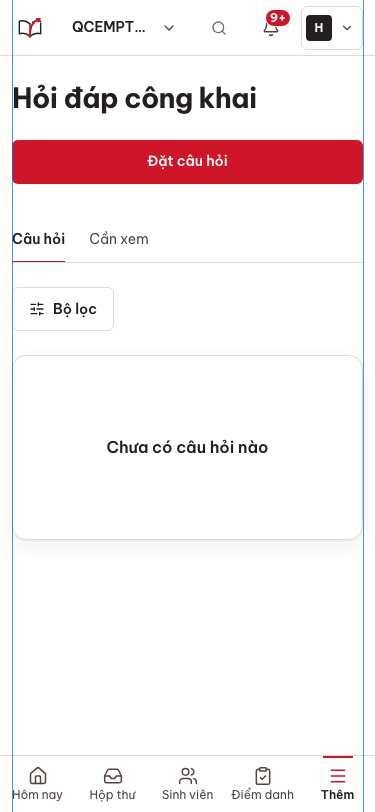 QCEMPT...
9+
H
Hỏi đáp công khai
Đặt câu hỏi
Câu hỏi
Cần xem
Bộ lọc
Chưa có câu hỏi nào
Hôm nay
Hộp thư
Sinh viên
Điểm danh
Thêm